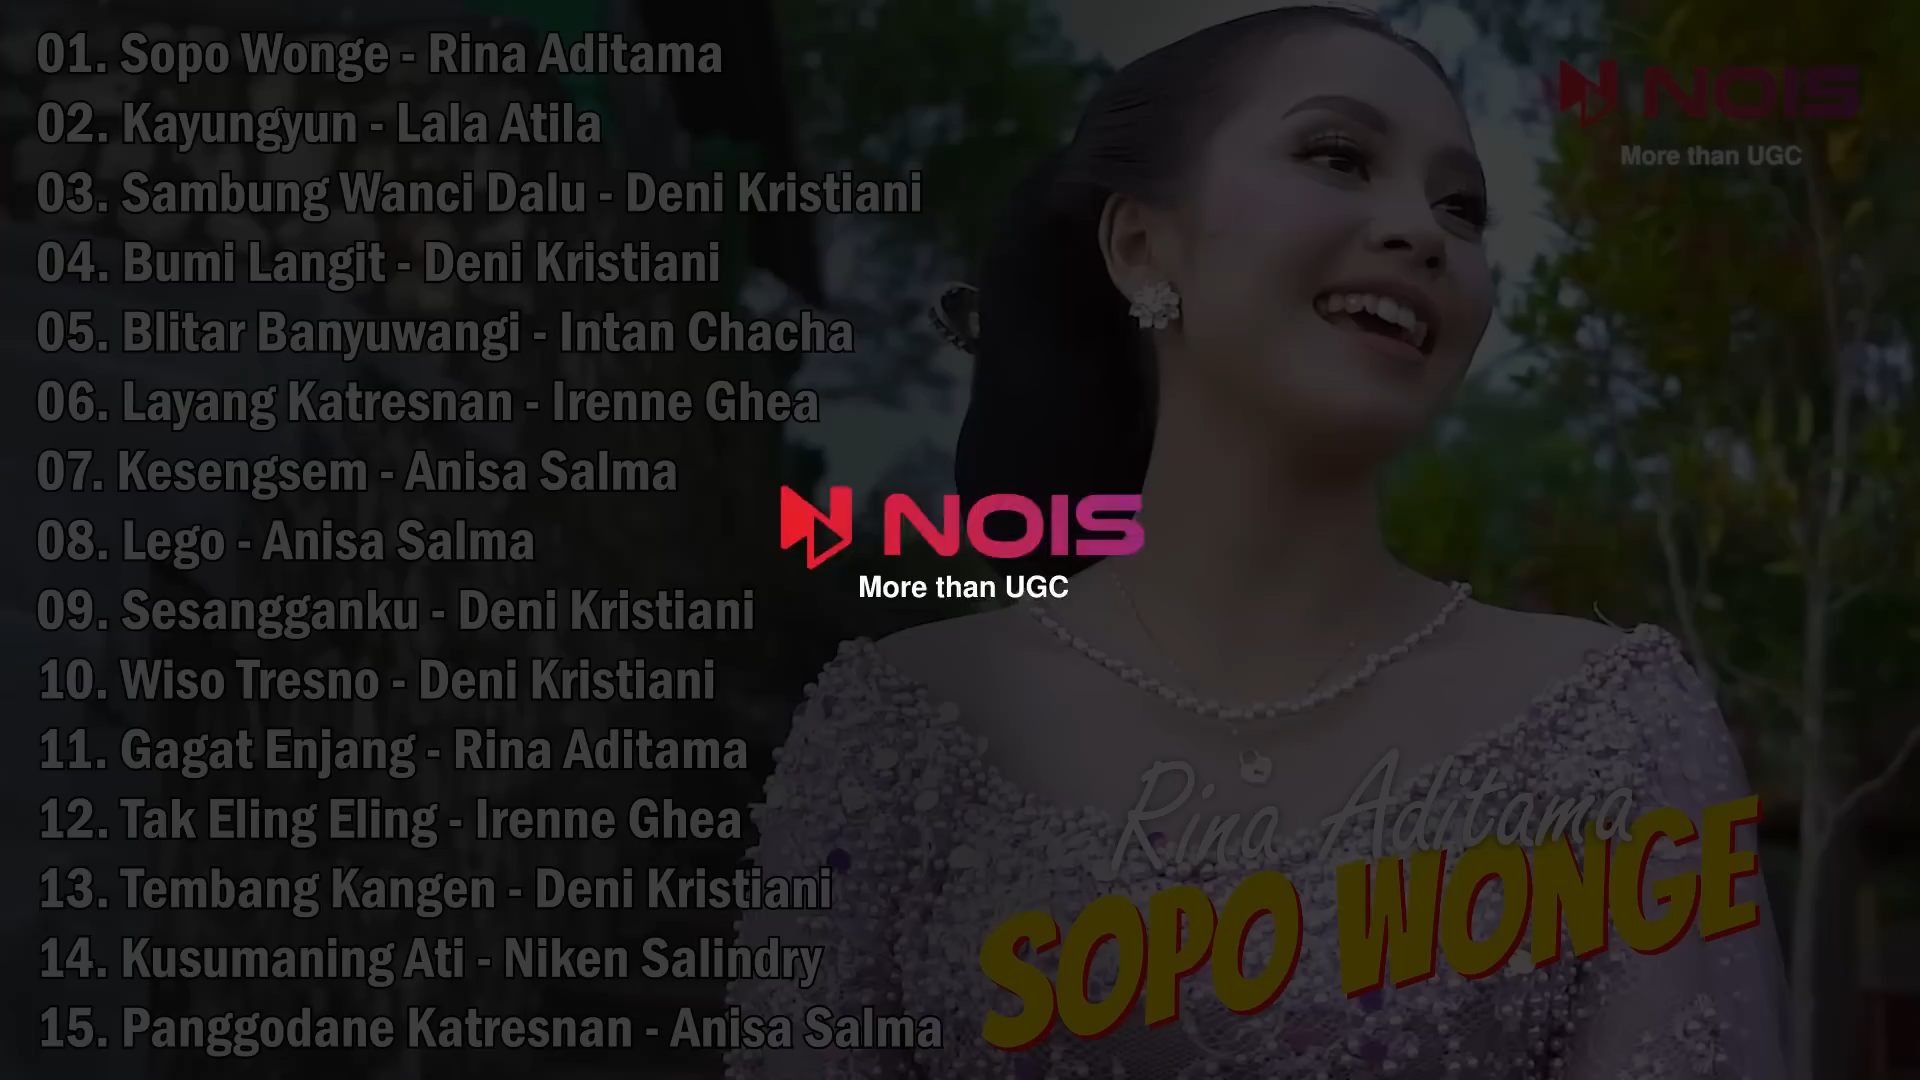 01. Sopo Wonge - Rina Aditama
02. Kayungyun - Lala Atila
03. Sambung Wanci Dalu - Deni Kristiani
04. Bumi Langit - Deni Kristiani
05. Blitar Banyuwangi - Intan Chacha
06. Layang Katresnan - Irenne Ghea
07. Kesengsem - Anisa Salma
08. Lego - Anisa Salma
09. Sesangganku - Deni Kristiani
10. Wiso Tresno - Deni Kristiani
11. Gagat Enjang - Rina Aditama
12. Tak Eling Eling - Irenne Ghea
13. Tembang Kangen - Deni Kristiani
14. Kusumaning Ati - Niken Salindry
15. Panggodane Katresnan - Anisa Salma
NOIS
More than UGC
NOIS
More than UGC
Rina Aditama
SOPO WONGE